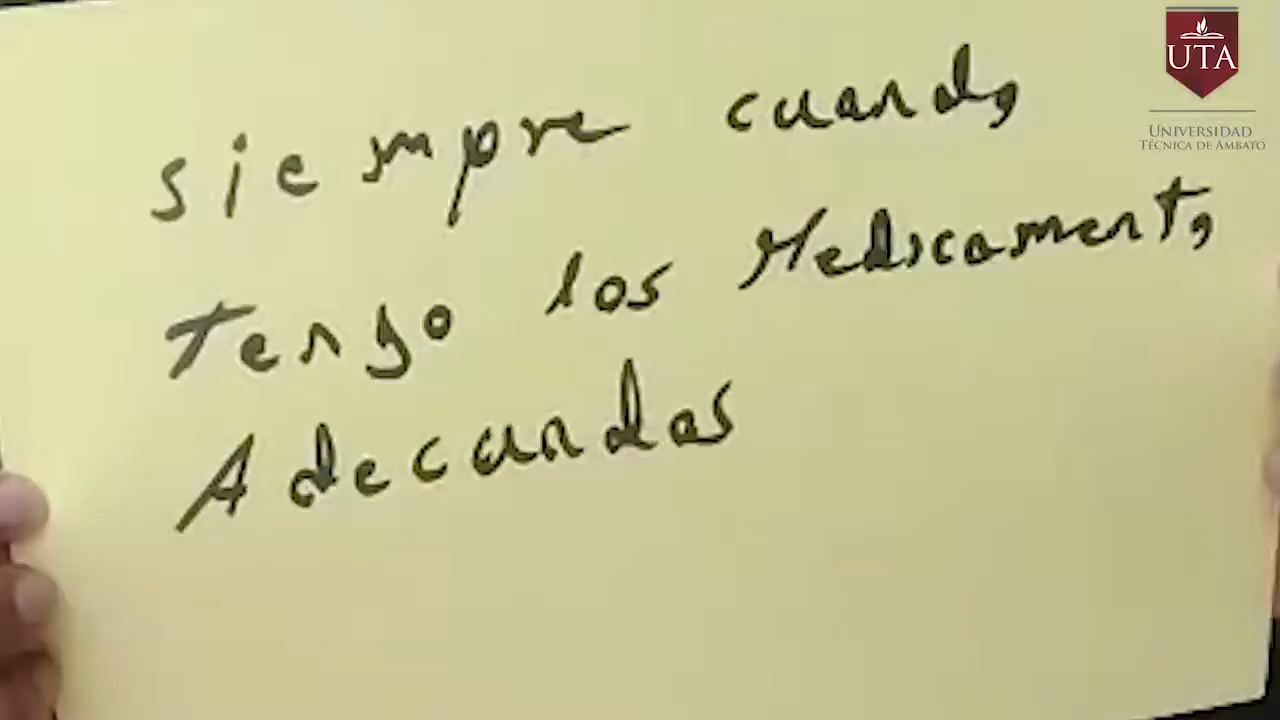 UTA
UNIVERSIDAD
TÉCNICA DE AMBATO
siempre cuando
Tengo los Medicamento
Adecuadas